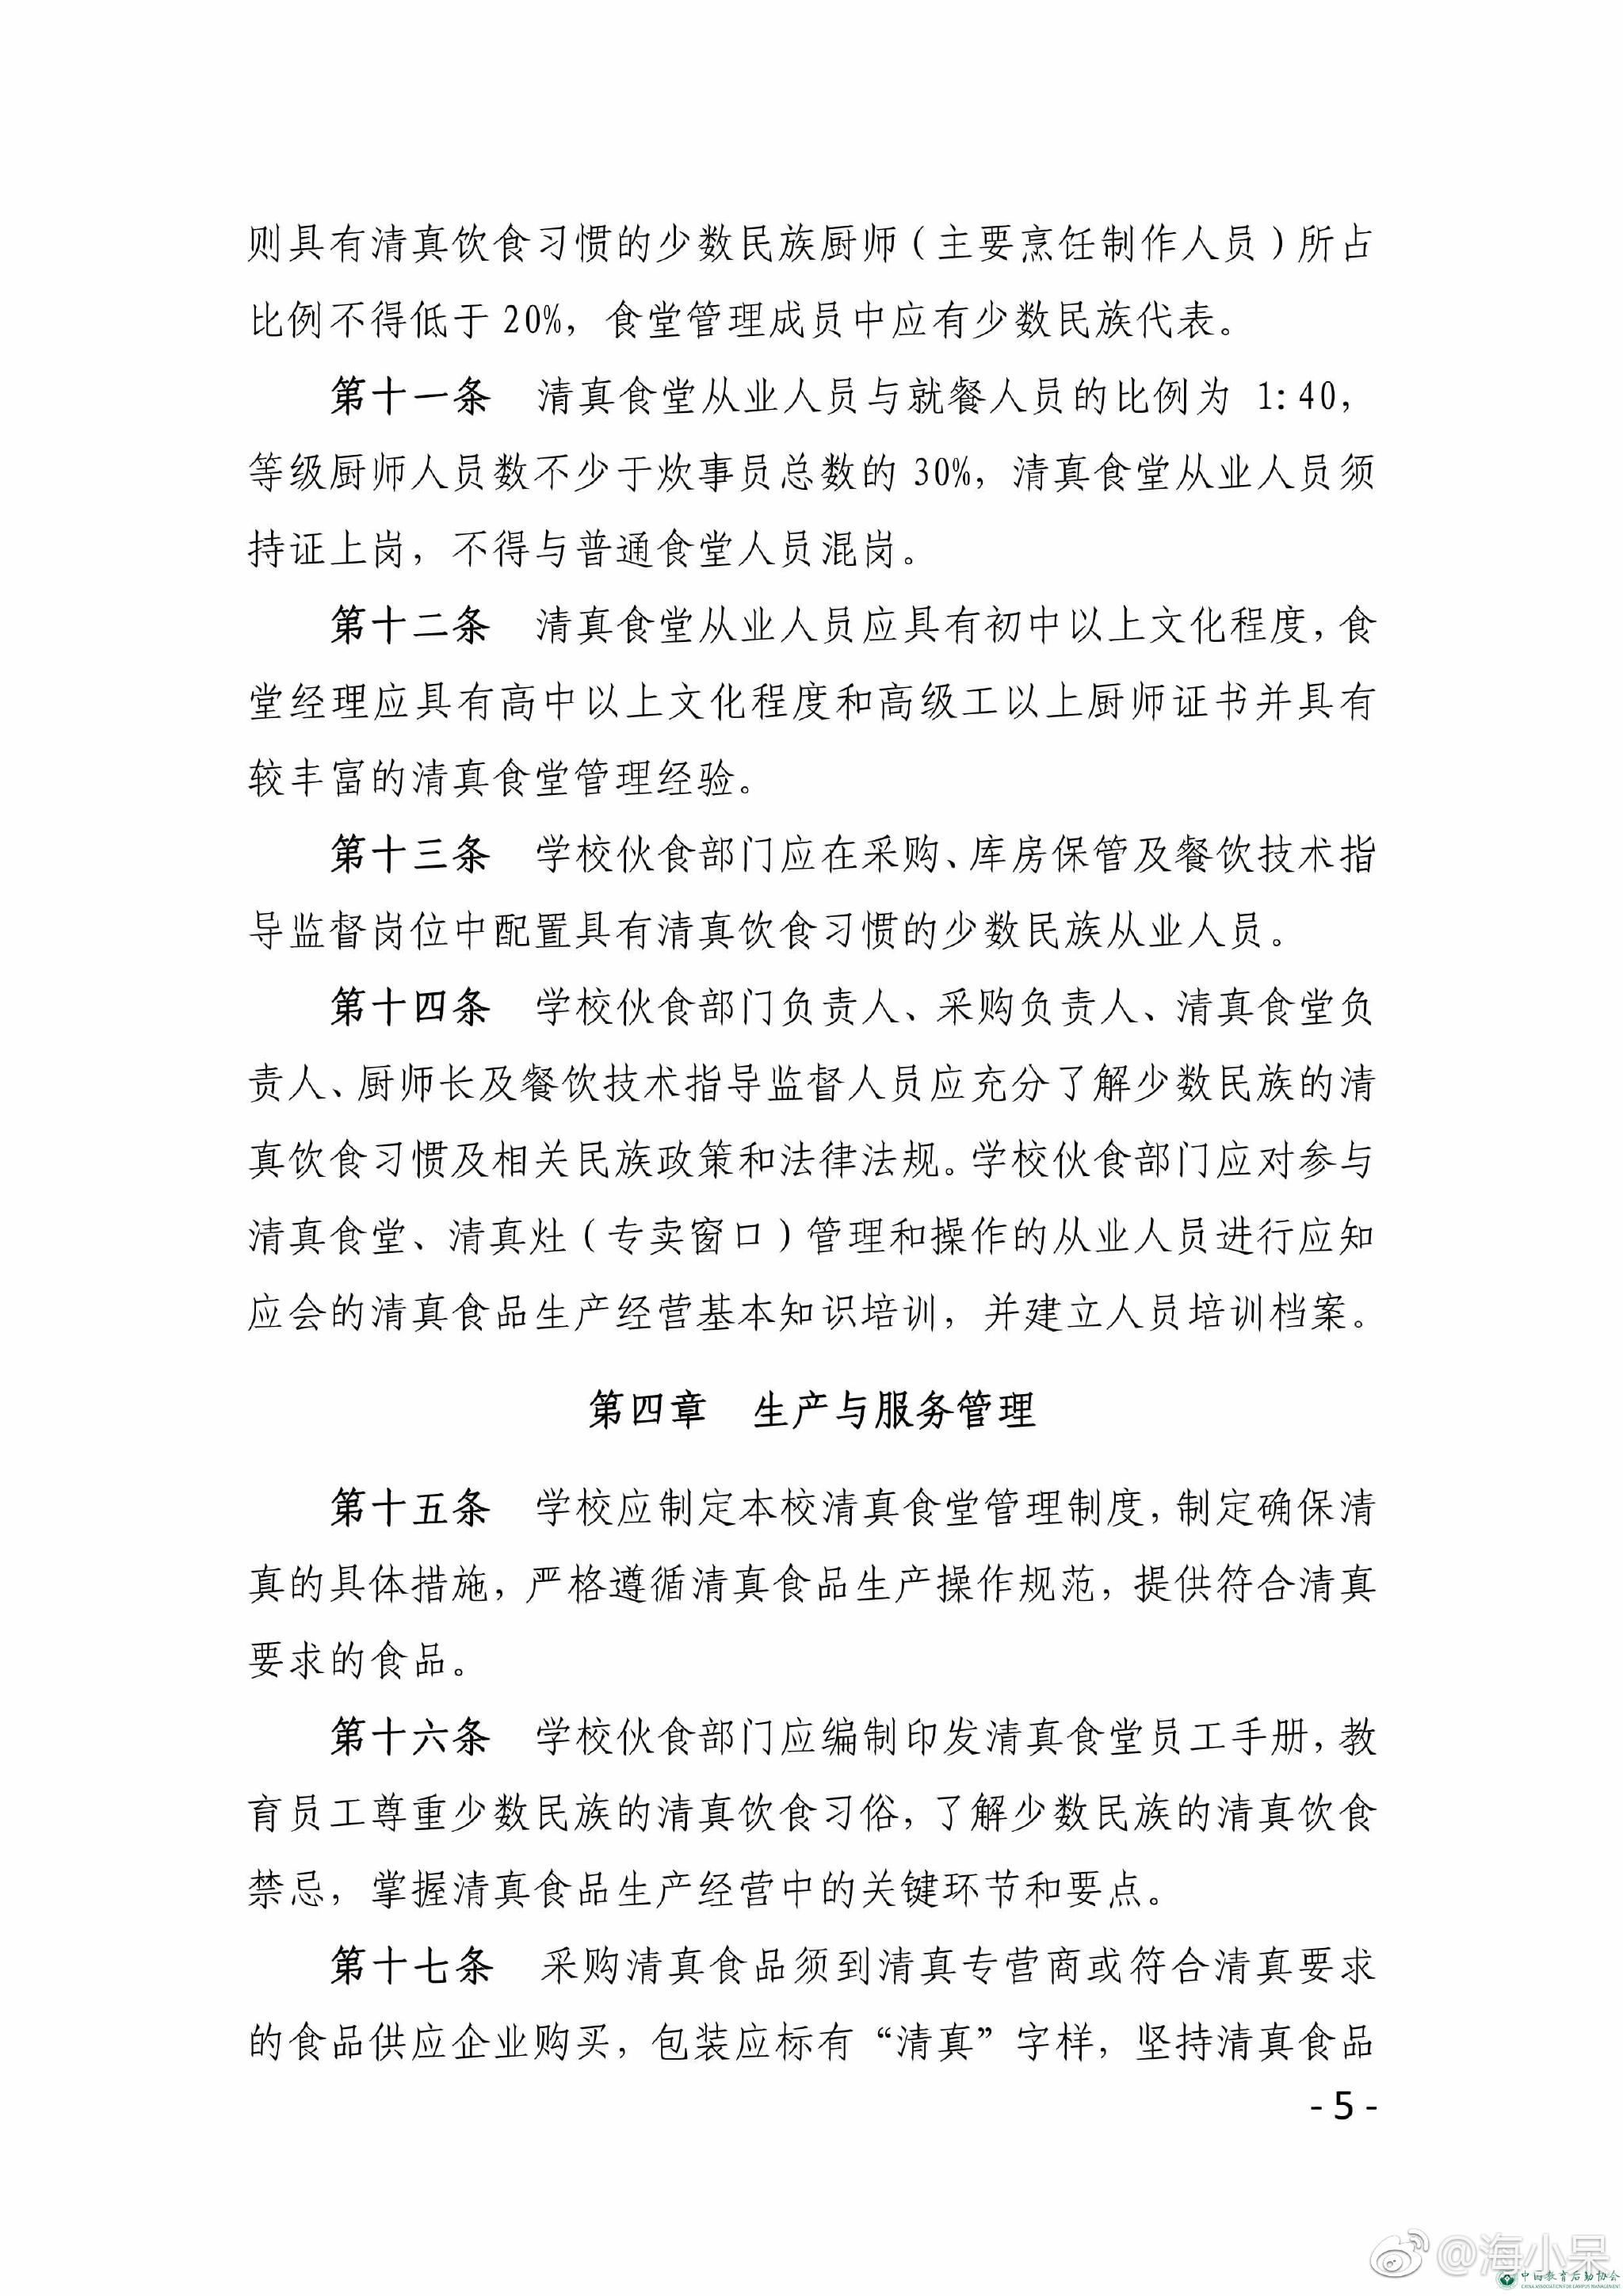 则具有清真饮食习惯的少数民族厨师（主要烹饪制作人员）所占
比例不得低于 20%，食堂管理成员中应有少数民族代表。
第十一条 清真食堂从业人员与就餐人员的比例为 1:40，
等级厨师人员数不少于炊事员总数的 30%，清真食堂从业人员须
持证上岗，不得与普通食堂人员混岗。
第十二条 清真食堂从业人员应具有初中以上文化程度，食
堂经理应具有高中以上文化程度和高级工以上厨师证书并具有
较丰富的清真食堂管理经验。
第十三条 学校伙食部门应在采购、库房保管及餐饮技术指
导监督岗位中配置具有清真饮食习惯的少数民族从业人员。
第十四条 学校伙食部门负责人、采购负责人、清真食堂负
责人、厨师长及餐饮技术指导监督人员应充分了解少数民族的清
真饮食习惯及相关民族政策和法律法规。学校伙食部门应对参与
清真食堂、清真灶（专卖窗口）管理和操作的从业人员进行应知
应会的清真食品生产经营基本知识培训，并建立人员培训档案。
第四章 生产与服务管理
第十五条 学校应制定本校清真食堂管理制度，制定确保清
真的具体措施，严格遵循清真食品生产操作规范，提供符合清真
要求的食品。
第十六条 学校伙食部门应编制印发清真食堂员工手册，教
育员工尊重少数民族的清真饮食习俗，了解少数民族的清真饮食
禁忌，掌握清真食品生产经营中的关键环节和要点。
第十七条 采购清真食品须到清真专营商或符合清真要求
的食品供应企业购买，包装应标有“清真”字样，坚持清真食品
- 5 -
@海小呆
中国教育后勤协会
CHINA ASSOCIATION FOR CAMPUS MANAGEMENT